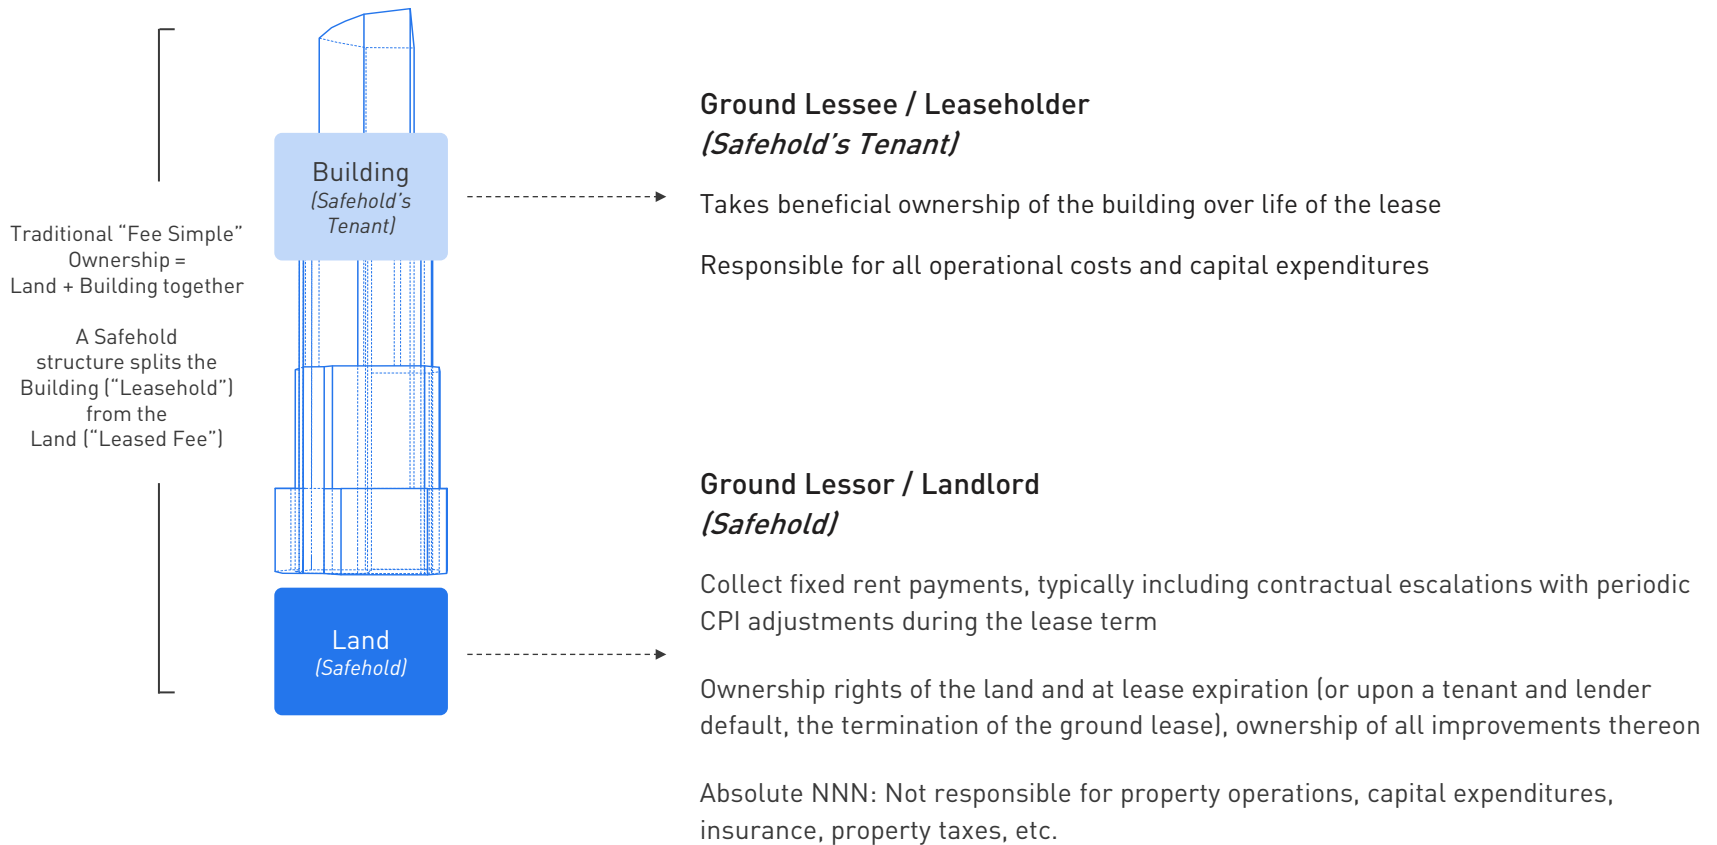 Traditional “Fee Simple”
Ownership =
Land + Building together
A Safehold
structure splits the
Building (“Leasehold”)
from the
Land (“Leased Fee”)
Building
(Safehold’s
Tenant)
Land
(Safehold)
Ground Lessee / Leaseholder
(Safehold’s Tenant)
Takes beneficial ownership of the building over life of the lease
Responsible for all operational costs and capital expenditures
Ground Lessor / Landlord
(Safehold)
Collect fixed rent payments, typically including contractual escalations with periodic
CPI adjustments during the lease term
Ownership rights of the land and at lease expiration (or upon a tenant and lender
default, the termination of the ground lease), ownership of all improvements thereon
Absolute NNN: Not responsible for property operations, capital expenditures,
insurance, property taxes, etc.